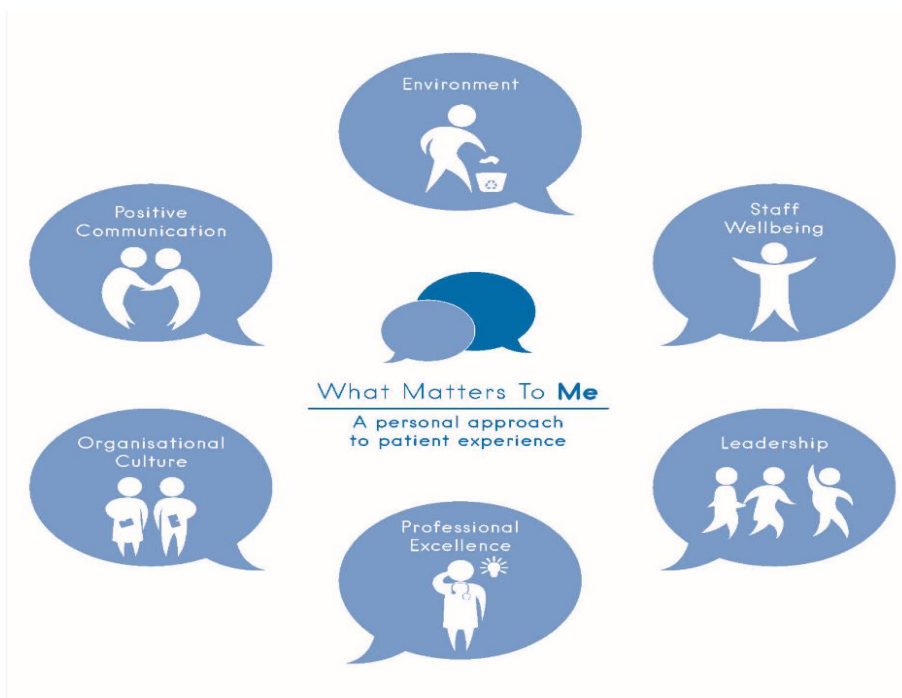 Environment
Positive
Communication
Staff
Wellbeing
What Matters To Me
A personal approach
to patient experience
Organisational
Culture
Leadership
Professional
Excellence